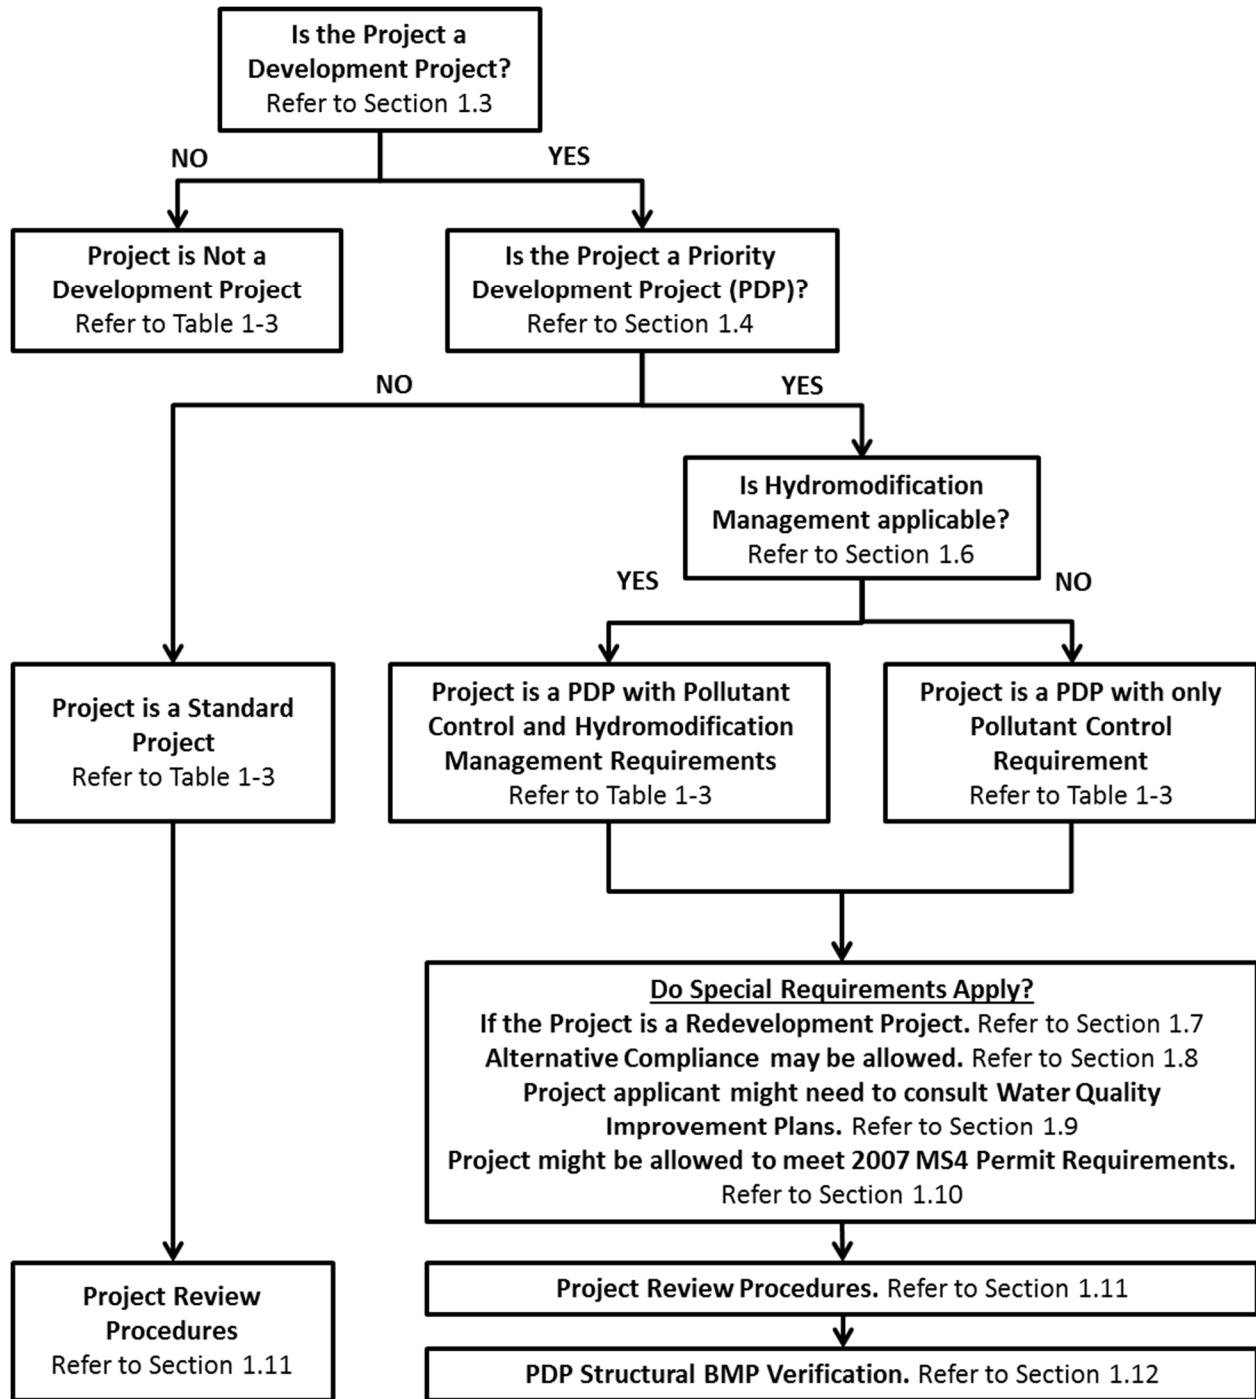 Is the Project a
Development Project?
Refer to Section 1.3
NO
YES
Project is Not a
Development Project
Refer to Table 1-3
Is the Project a Priority
Development Project (PDP)?
Refer to Section 1.4
NO
YES
Is Hydromodification
Management applicable?
Refer to Section 1.6
YES
NO
Project is a Standard
Project
Refer to Table 1-3
Project is a PDP with Pollutant
Control and Hydromodification
Management Requirements
Refer to Table 1-3
Project is a PDP with only
Pollutant Control
Requirement
Refer to Table 1-3
Do Special Requirements Apply?
If the Project is a Redevelopment Project. Refer to Section 1.7
Alternative Compliance may be allowed. Refer to Section 1.8
Project applicant might need to consult Water Quality
Improvement Plans. Refer to Section 1.9
Project might be allowed to meet 2007 MS4 Permit Requirements.
Refer to Section 1.10
Project Review
Procedures
Refer to Section 1.11
Project Review Procedures. Refer to Section 1.11
PDP Structural BMP Verification. Refer to Section 1.12